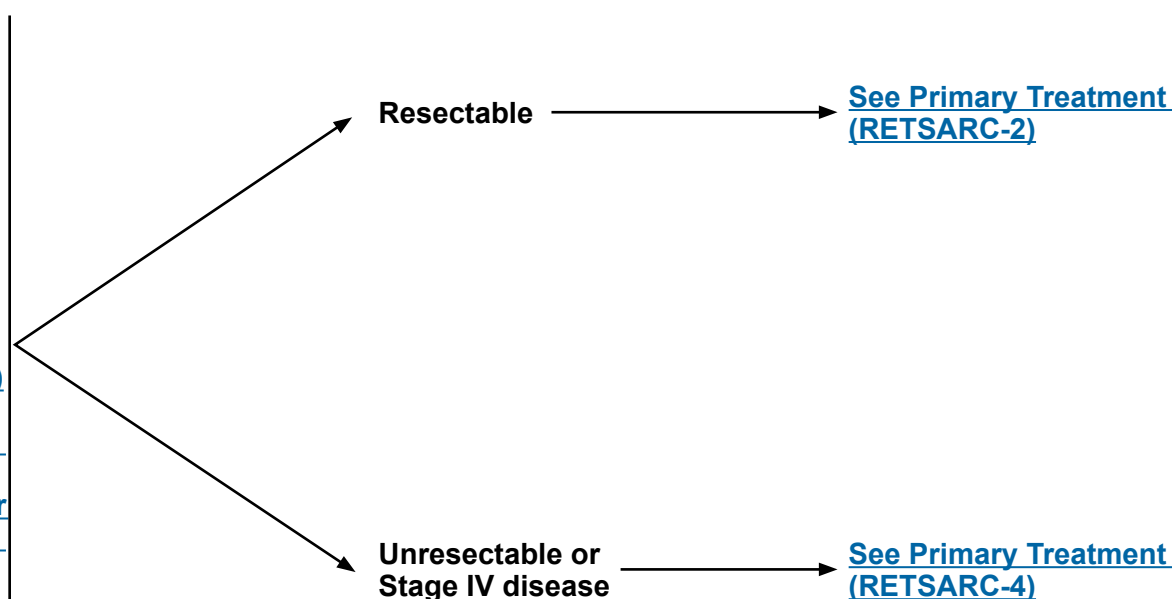 Resectable
See Primary Treatment
(RETSARC-2)
)
r
Unresectable or
Stage IV disease
See Primary Treatment
(RETSARC-4)